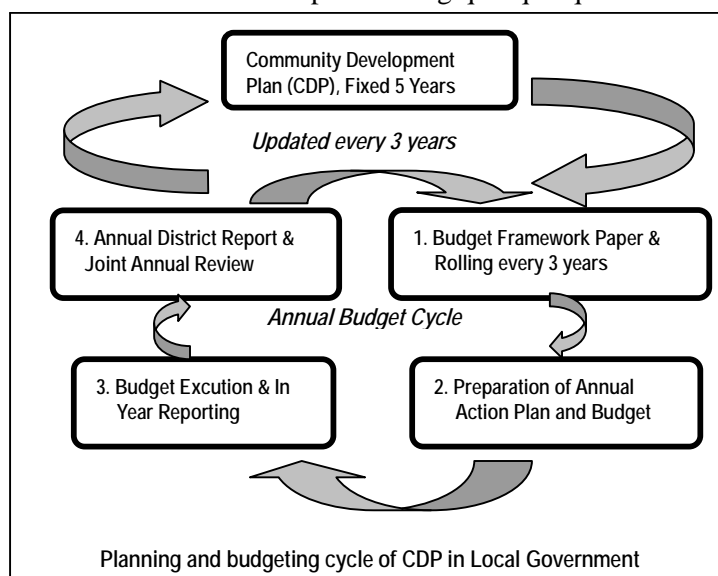 Community Development
Plan (CDP), Fixed 5 Years
Updated every 3 years
4. Annual District Report &
Joint Annual Review
1. Budget Framework Paper &
Rolling every 3 years
Annual Budget Cycle
3. Budget Excution & In
Year Reporting
2. Preparation of Annual
Action Plan and Budget
Planning and budgeting cycle of CDP in Local Government